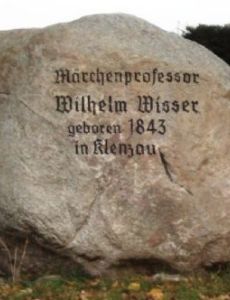 Märchenprofessor
Wilhelm Wisser
geboren 1843
in Klenzau